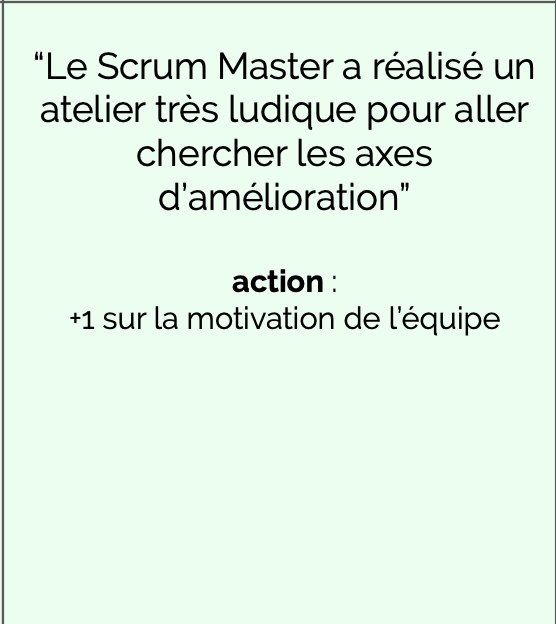 “Le Scrum Master a réalisé un
atelier très ludique pour aller
chercher les axes
d’amélioration”
action :
+1 sur la motivation de l’équipe